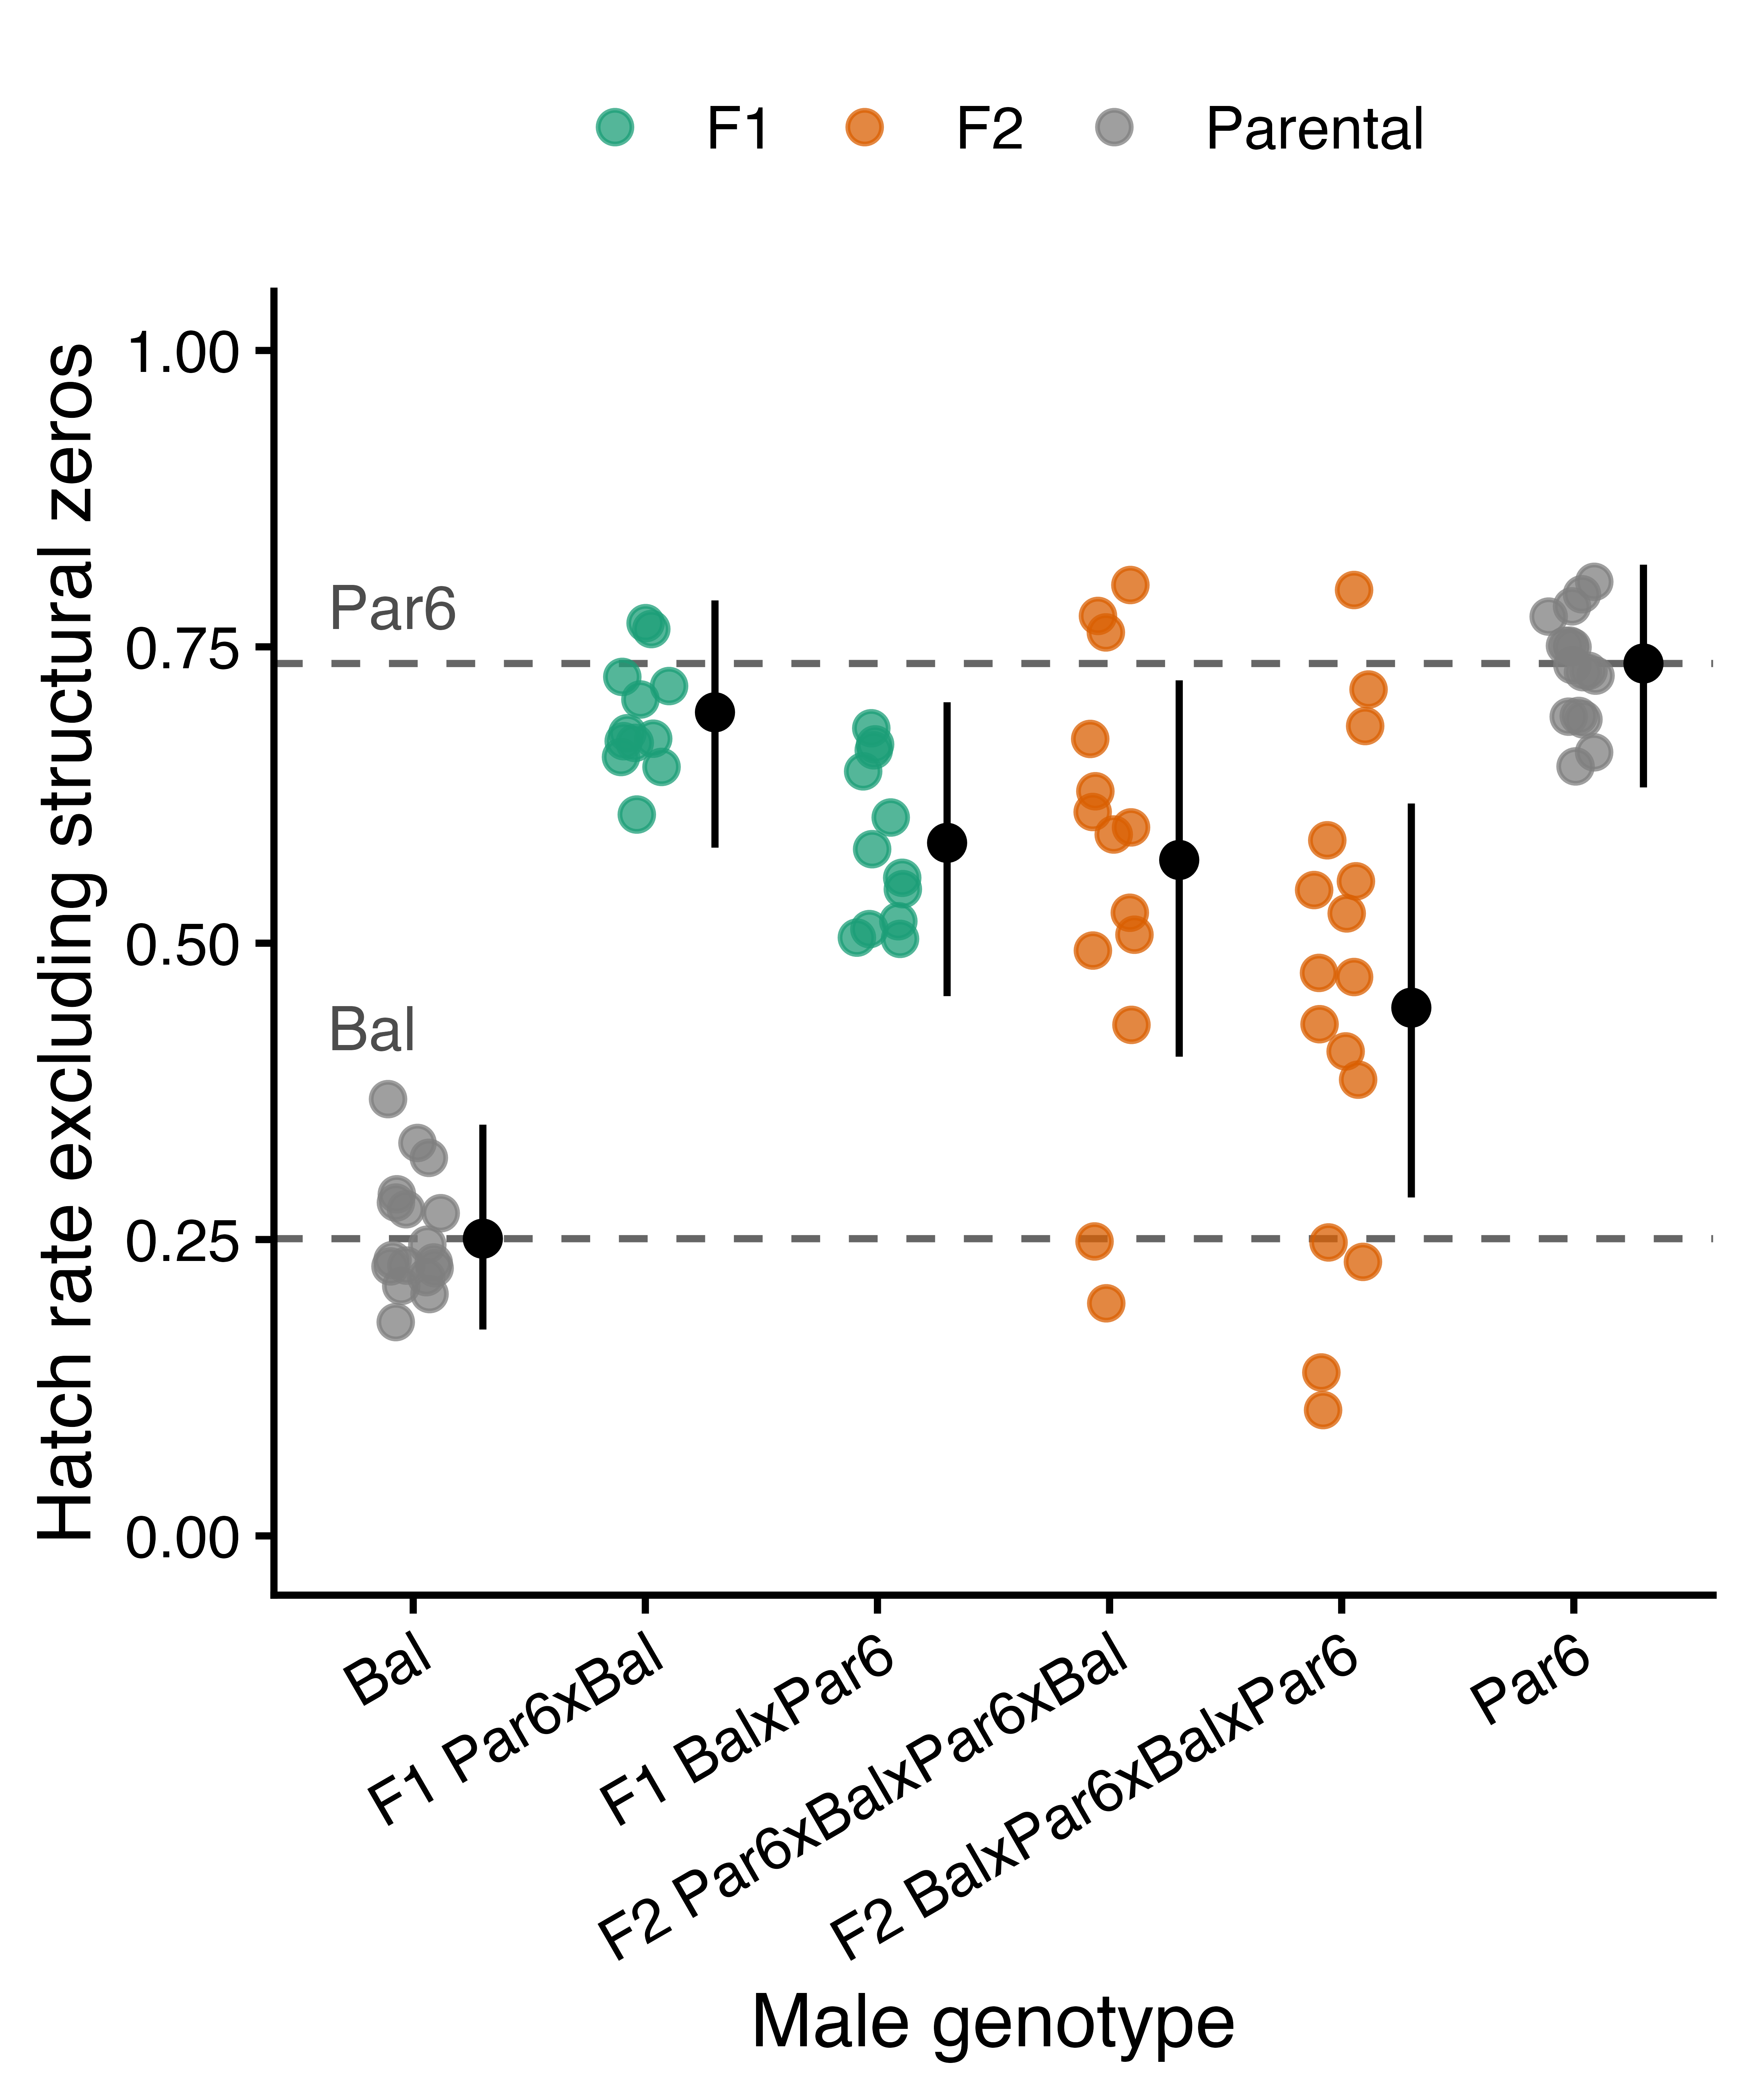 F1 F2 Parental
Hatch rate excluding structural zeros
1.00
0.75
0.50
0.25
0.00
Par6
Bal
Bal
F1 Par6xBal
F1 BalxPar6
F2 Par6xBalxPar6xBal
F2 BalxPar6xBalxPar6
Par6
Male genotype